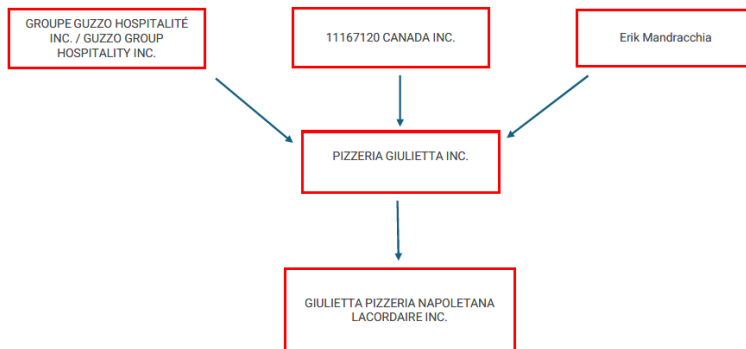 GROUPE GUZZO HOSPITALITÉ
INC. / GUZZO GROUP
HOSPITALITY INC.
11167120 CANADA INC.
Erik Mandracchia
PIZZERIA GIULIETTA INC.
GIULIETTA PIZZERIA NAPOLETANA
LACORDAIRE INC.